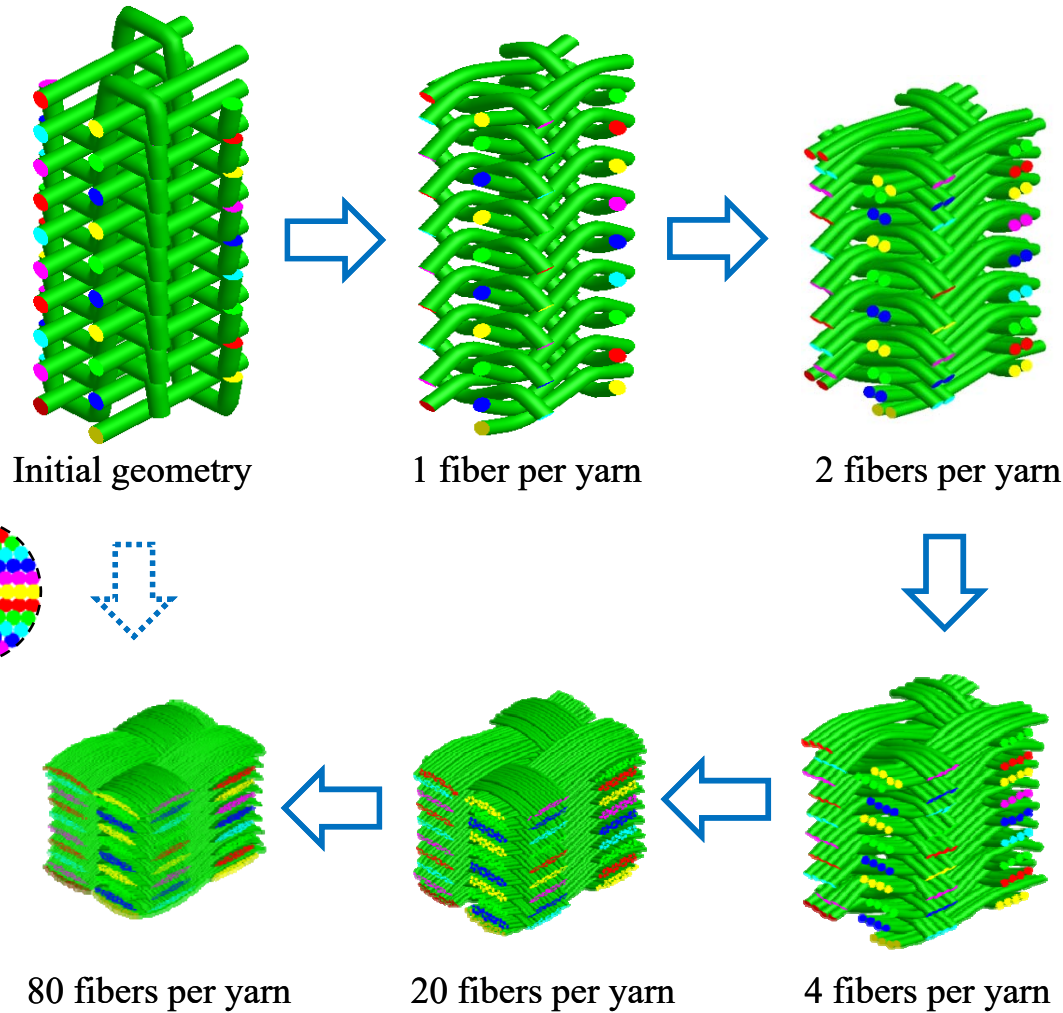 Initial geometry
1 fiber per yarn
2 fibers per yarn
80 fibers per yarn
20 fibers per yarn
4 fibers per yarn